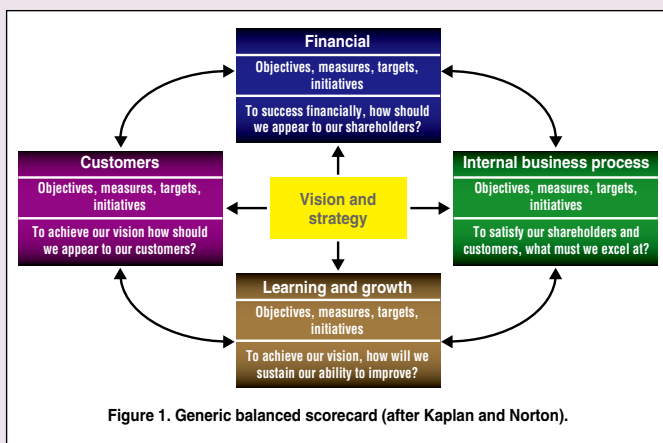 Financial
Objectives, measures, targets,
initiatives
To success financially, how should
we appear to our shareholders?
Customers
Objectives, measures, targets,
initiatives
To achieve our vision how should
we appear to our customers?
Vision and
strategy
Internal business process
Objectives, measures, targets,
initiatives
To satisfy our shareholders and
customers, what must we excel at?
Learning and growth
Objectives, measures, targets,
initiatives
To achieve our vision, how will we
sustain our ability to improve?
Figure 1. Generic balanced scorecard (after Kaplan and Norton).